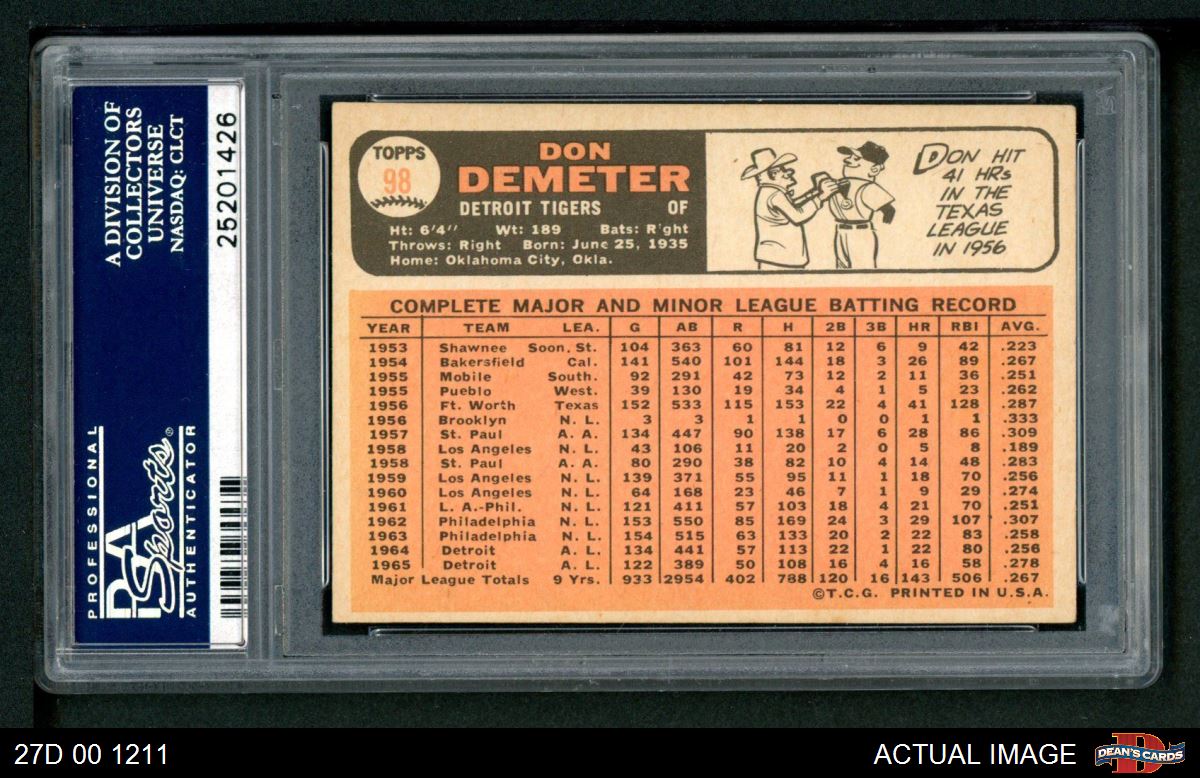 A DIVISION OF
COLLECTORS
UNIVERSE
NASDAQ: CLCT
25201426
PROFESSIONAL
PSA
Sports®
AUTHENTICATOR
TOPPS
98
DON
DEMETER
DETROIT TIGERS OF
Ht: 6'4" Wt: 189 Bats: Right
Throws: Right Born: June 25, 1935
Home: Oklahoma City, Okla.
DON HIT
41 HRs
IN THE
TEXAS
LEAGUE
IN 1956
COMPLETE MAJOR AND MINOR LEAGUE BATTING RECORD
YEAR TEAM LEA. G AB R H 2B 3B HR RBI AVG.
1953 Shawnee Soon. St. 104 363 60 81 12 6 9 42 .223
1954 Bakersfield Cal. 141 540 101 144 18 3 26 89 .267
1955 Mobile South. 92 291 42 73 12 2 11 36 .251
1955 Pueblo West. 39 130 19 34 4 1 5 23 .262
1956 Ft. Worth Texas 152 533 115 153 22 4 41 128 .287
1956 Brooklyn N. L. 3 3 1 1 0 0 1 1 .333
1957 St. Paul A. A. 134 447 90 138 17 6 28 86 .309
1958 Los Angeles N. L. 43 106 11 20 2 0 5 8 .189
1958 St. Paul A. A. 80 290 38 82 10 4 14 48 .283
1959 Los Angeles N. L. 139 371 55 95 11 1 18 70 .256
1960 Los Angeles N. L. 64 168 23 46 7 1 9 29 .274
1961 L. A.-Phil. N. L. 121 411 57 103 18 4 21 70 .251
1962 Philadelphia N. L. 153 550 85 169 24 3 29 107 .307
1963 Philadelphia N. L. 154 515 63 133 20 2 22 83 .258
1964 Detroit A. L. 134 441 57 113 22 1 22 80 .256
1965 Detroit A. L. 122 389 50 108 16 4 16 58 .278
Major League Totals 9 Yrs. 933 2954 402 788 120 16 143 506 .267
©T.C.G. PRINTED IN U.S.A.
27D 00 1211
ACTUAL IMAGE
DEAN'S CARDS